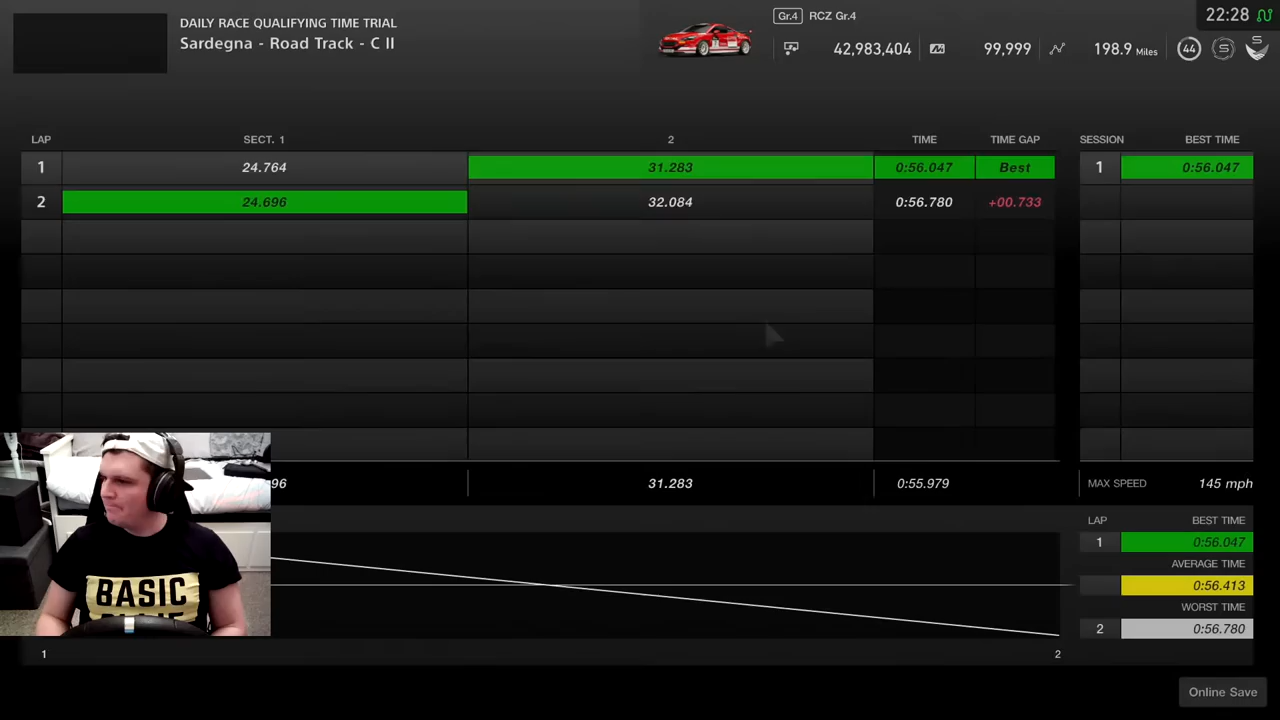 DAILY RACE QUALIFYING TIME TRIAL
Sardegna - Road Track - C II
Gr.4 RCZ Gr.4
42,983,404 99,999 198.9 Miles 44 S S
22:28
LAP SECT. 1 2 TIME TIME GAP SESSION BEST TIME
1 24.764 31.283 0:56.047 Best 1 0:56.047
2 24.696 32.084 0:56.780 +00.733
96 31.283 0:55.979 MAX SPEED 145 mph
LAP BEST TIME
1 0:56.047
AVERAGE TIME
0:56.413
WORST TIME
2 0:56.780
1 2
BASIC
Online Save